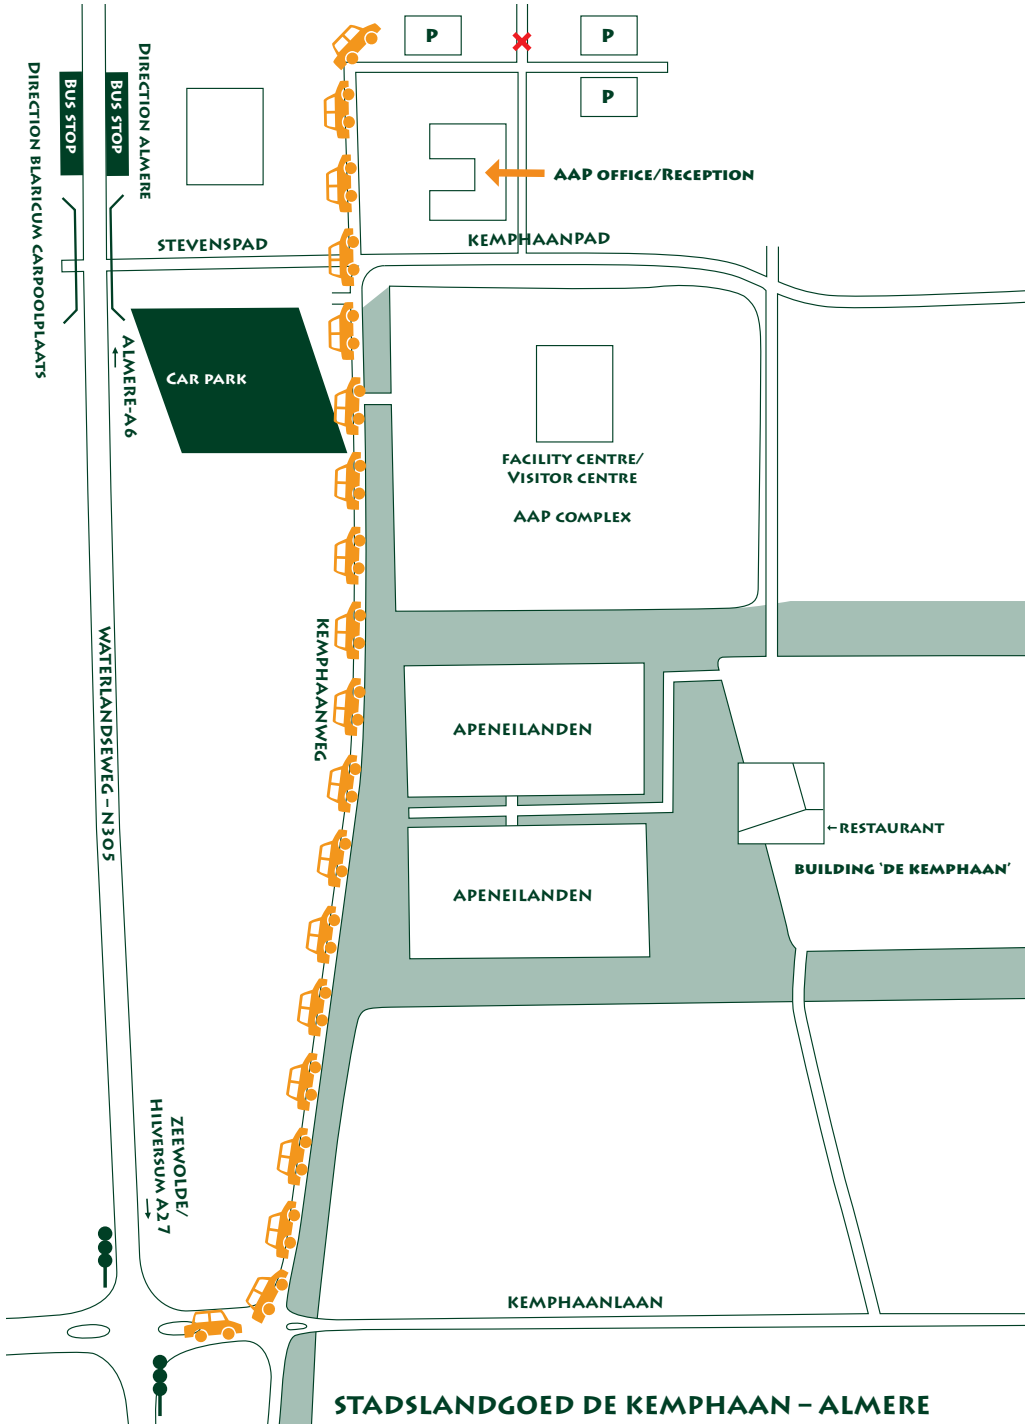 P
P
P
DIRECTION ALMERE
BUS STOP
BUS STOP
DIRECTION BLARICUM CARPOOLPLAATS
AAP OFFICE/RECEPTION
STEVENSPAD
KEMPHAANPAD
ALMERE-A6
CAR PARK
FACILITY CENTRE/
VISITOR CENTRE
AAP COMPLEX
KEMPHAANWEG
WATERLANDSEWEG – N305
APENEILANDEN
←RESTAURANT
BUILDING ‘DE KEMPHAAN’
APENEILANDEN
ZEEWOLDE/
HILVERSUM A27
KEMPHAANLAAN
STADSLANDGOED DE KEMPHAAN – ALMERE